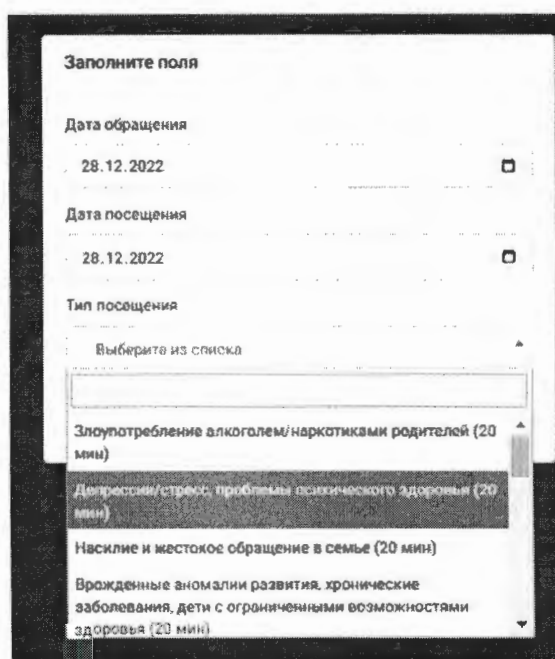 Заполните поля
Дата обращения
28.12.2022
Дата посещения
28.12.2022
Тип посещения
Выберите из списка
Злоупотребление алкоголем/наркотиками родителей (20
мин)
Депрессии/стресс, проблемы психического здоровья (20
мин)
Насилие и жестокое обращение в семье (20 мин)
Врожденные аномалии развития, хронические
заболевания, дети с ограниченными возможностями
здоровья (20 мин)